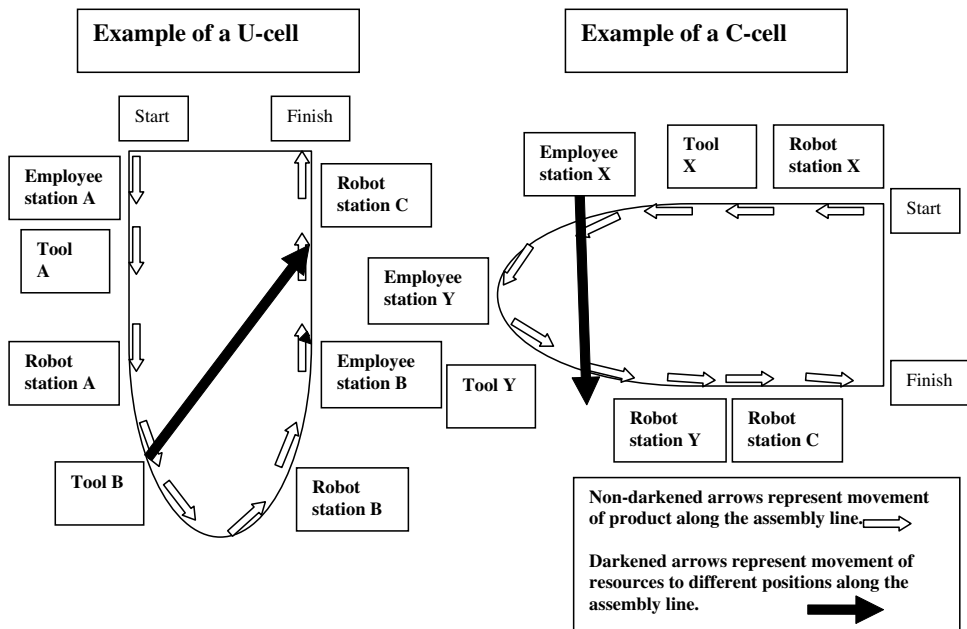 Example of a U-cell
Example of a C-cell
Start
Finish
Employee
station A
Tool
A
Robot
station A
Tool B
Robot
station C
Employee
station B
Robot
station B
Employee
station X
Tool
X
Robot
station X
Start
Employee
station Y
Tool Y
Robot
station Y
Robot
station C
Finish
Non-darkened arrows represent movement
of product along the assembly line.
Darkened arrows represent movement of
resources to different positions along the
assembly line.